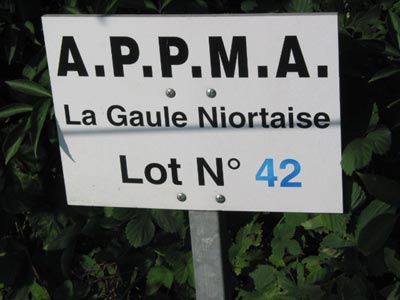 A.P.P.M.A.
La Gaule Niortaise
Lot N° 42